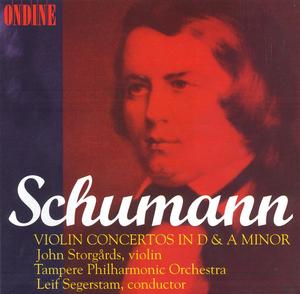 ONDINE
Schumann
VIOLIN CONCERTOS IN D & A MINOR
John Storgårds, violin
Tampere Philharmonic Orchestra
Leif Segerstam, conductor